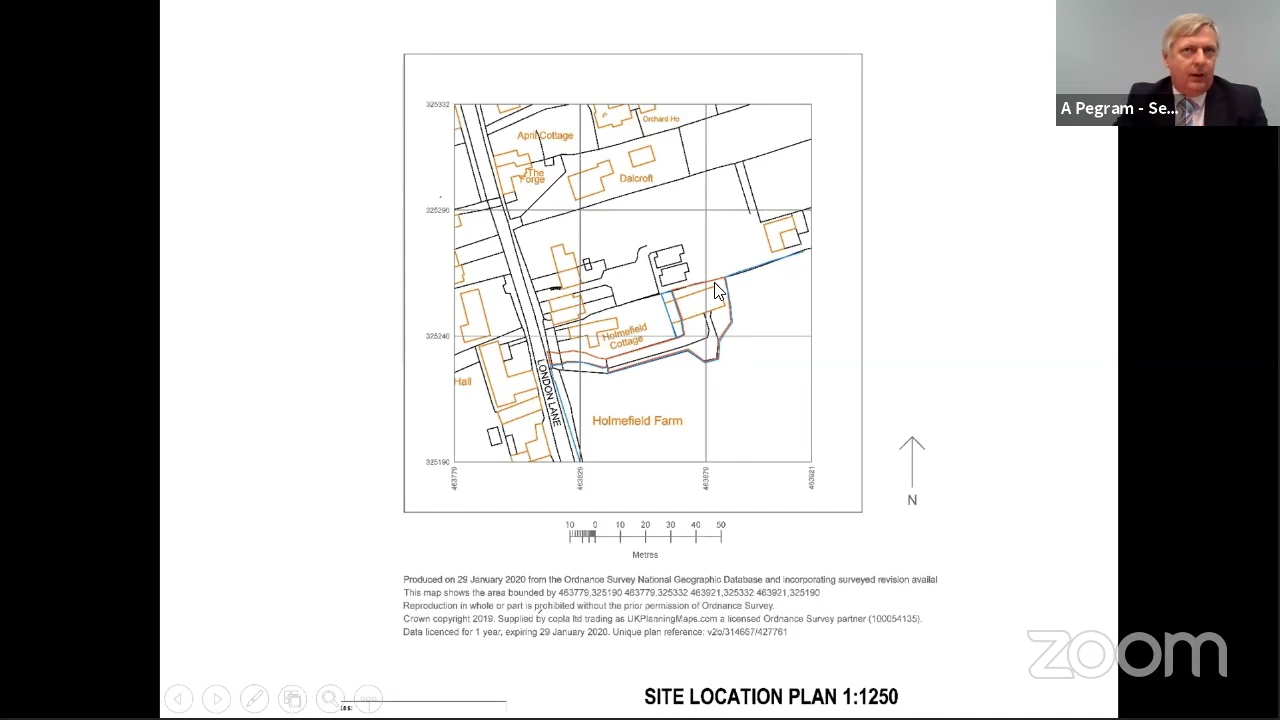 A Pegram - Se...
325332
April Cottage
Orchard Ho
The
Forge
Dalcroft
325290
Holmefield
Cottage
325240
Hall
LONDON LANE
Holmefield Farm
325190
463779
463829
463879
463921
N
10 0 10 20 30 40 50
Metres
Produced on 29 January 2020 from the Ordnance Survey National Geographic Database and incorporating surveyed revision availal
This map shows the area bounded by 463779,325190 463779,325332 463921,325332 463921,325190
Reproduction in whole or part is prohibited without the prior permission of Ordnance Survey.
Crown copyright 2019. Supplied by copla ltd trading as UKPlanningMaps.com a licensed Ordnance Survey partner (100054135).
Data licenced for 1 year, expiring 29 January 2020. Unique plan reference: v2b/314667/427761
zoom
SITE LOCATION PLAN 1:1250